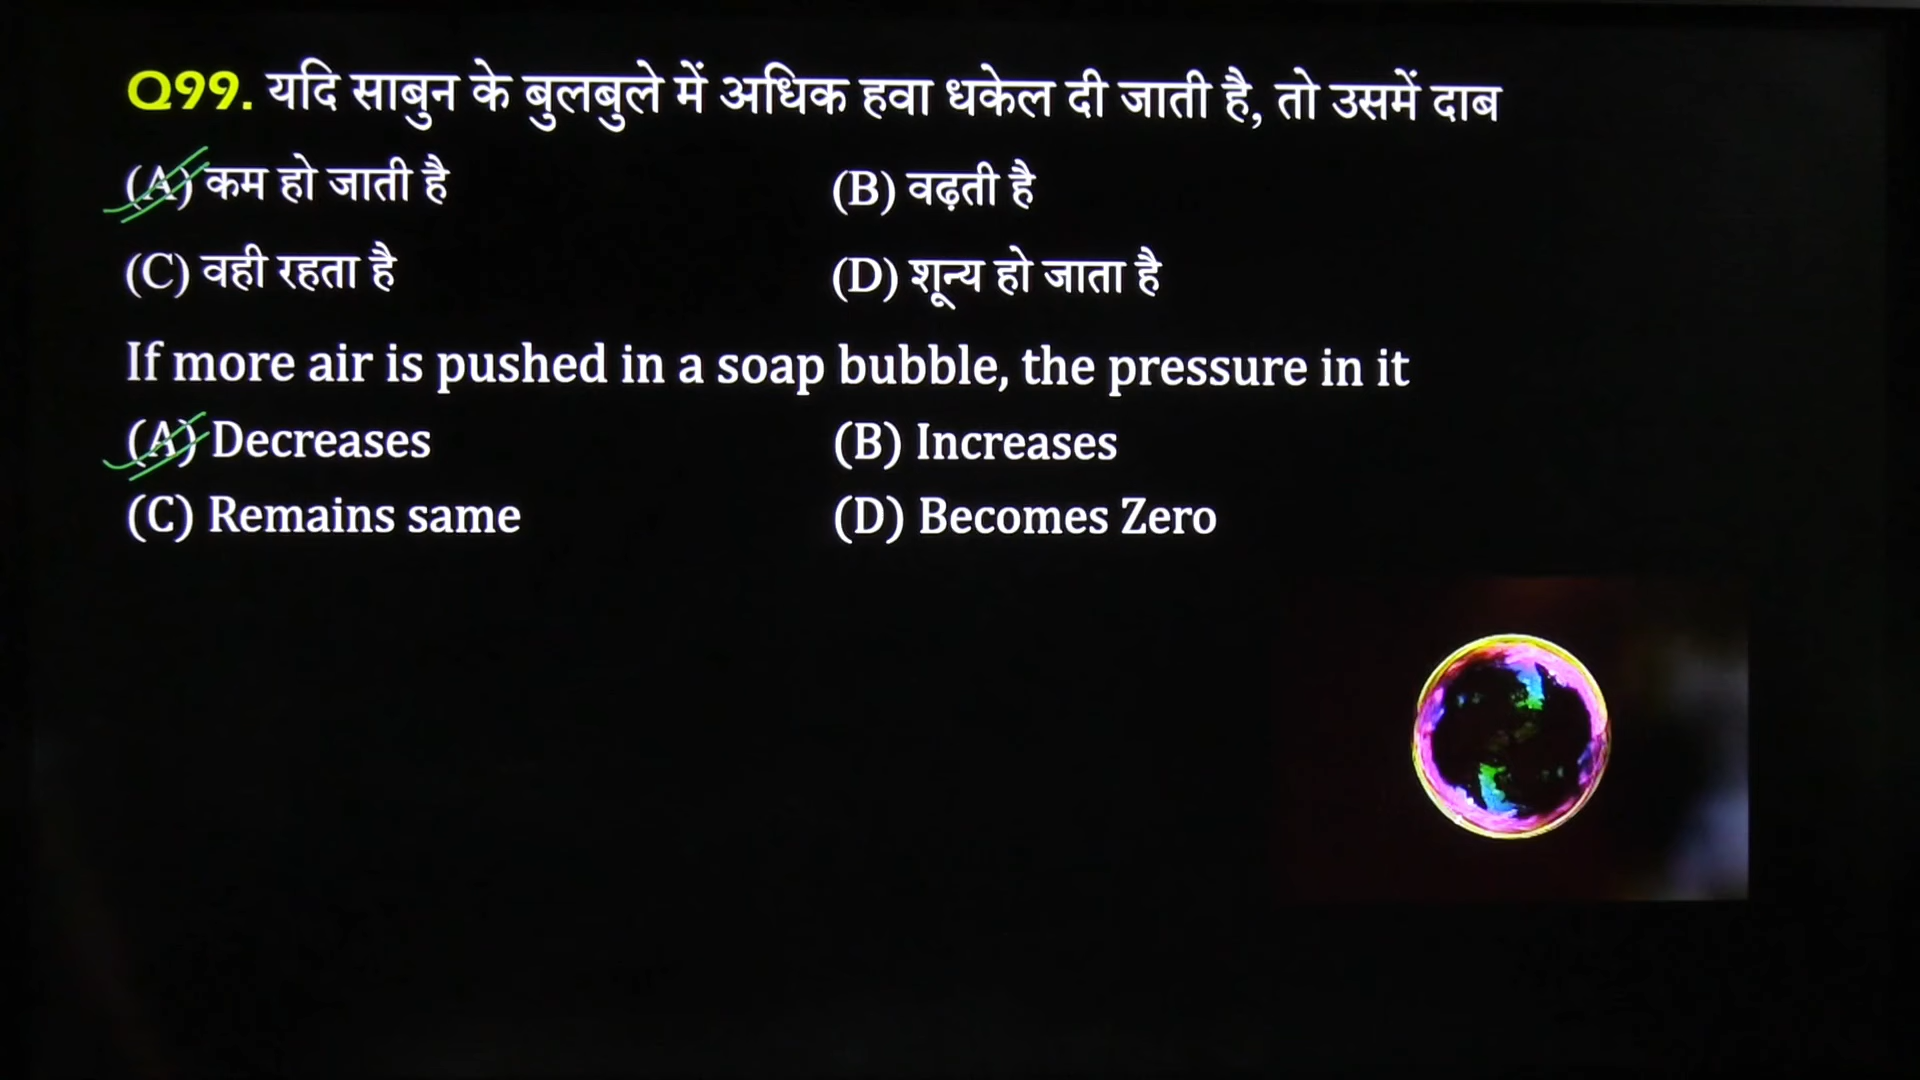 Q99. यदि साबुन के बुलबुले में अधिक हवा धकेल दी जाती है, तो उसमें दाब
(A) कम हो जाती है (B) वढ़ती है
(C) वही रहता है (D) शून्य हो जाता है
If more air is pushed in a soap bubble, the pressure in it
(A) Decreases (B) Increases
(C) Remains same (D) Becomes Zero